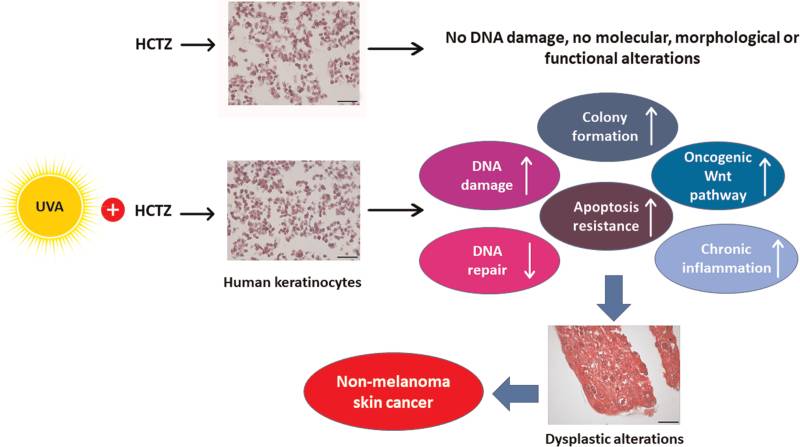 HCTZ
No DNA damage, no molecular, morphological or
functional alterations
UVA
+
HCTZ
Human keratinocytes
Colony
formation
DNA
damage
Oncogenic
Wnt
pathway
Apoptosis
resistance
DNA
repair
Chronic
inflammation
Non-melanoma
skin cancer
Dysplastic alterations